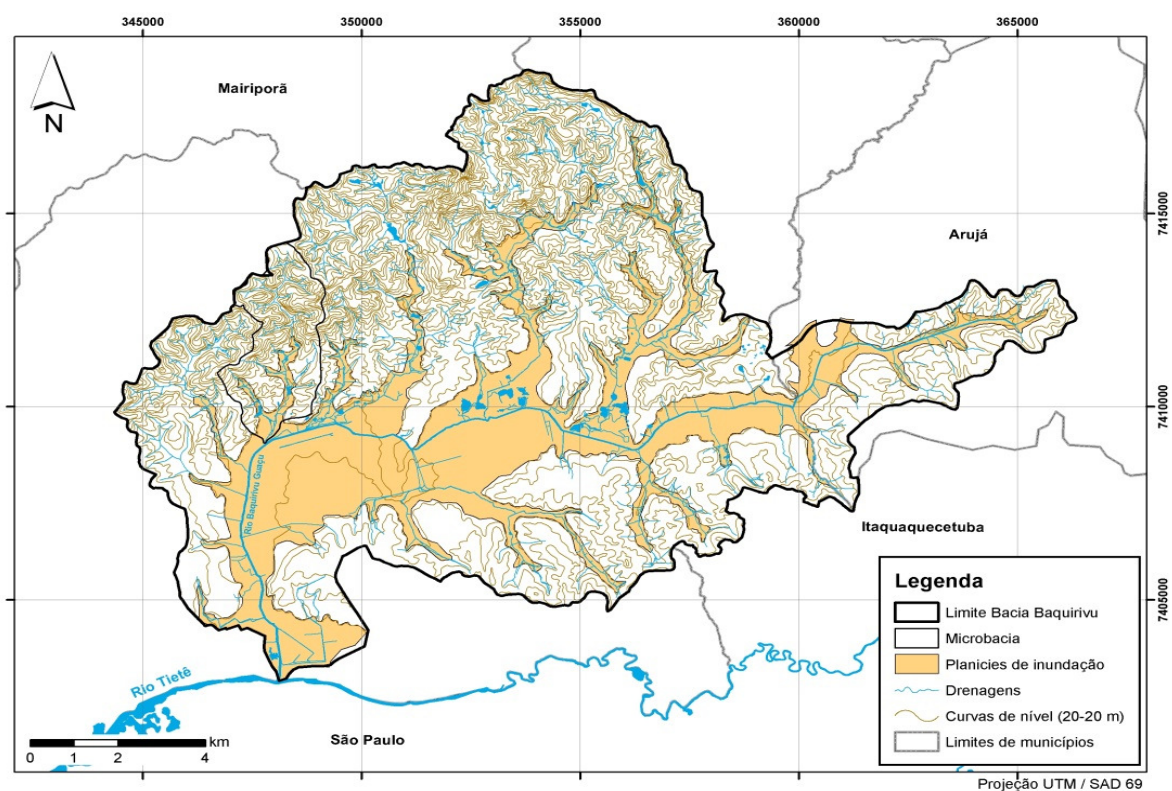 345000
350000
355000
360000
365000
Mairiporã
N
7415000
Arujá
7410000
Rio Baquirivu Guaçu
Itaquaquecetuba
7405000
Legenda
Limite Bacia Baquirivu
Microbacia
Planicies de inundação
Drenagens
Curvas de nível (20-20 m)
Limites de municípios
Rio Tietê
São Paulo
km
0 1 2 4
Projeção UTM / SAD 69